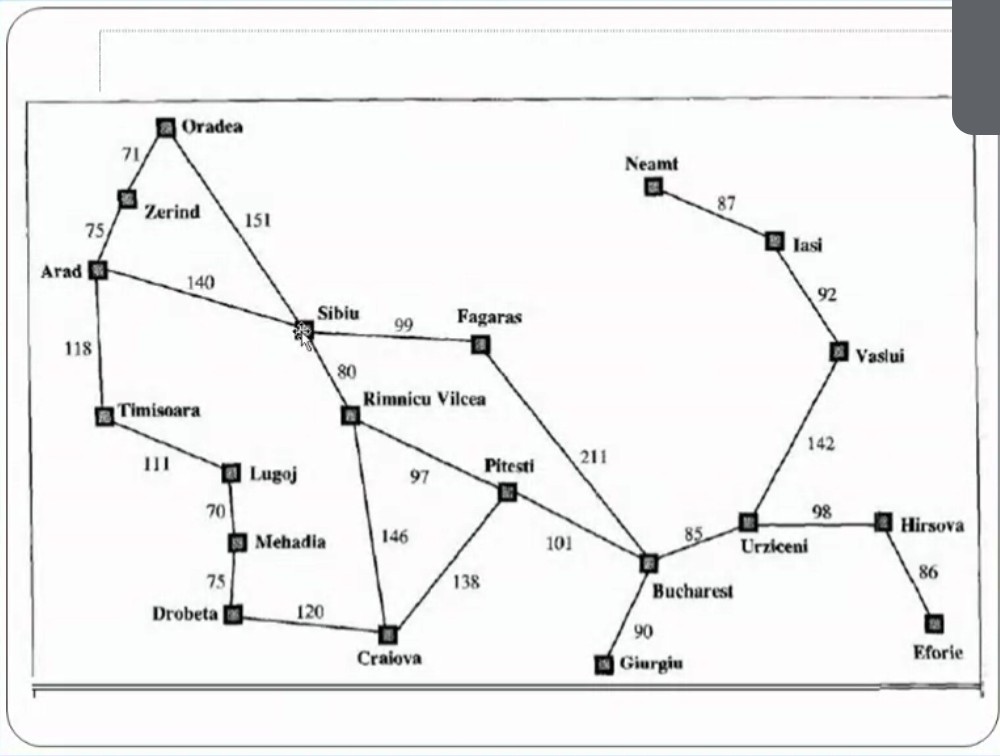 Oradea
71
Neamt
87
Zerind
151
75
Iasi
Arad
140
92
Sibiu
Fagaras
99
118
80
Vaslui
Rimnicu Vilcea
Timisoara
142
111
211
Pitesti
Lugoj
97
70
98
146
101
85
Hirsova
Mehadia
Urziceni
86
138
75
Bucharest
Drobeta
120
90
Eforie
Craiova
Giurgiu